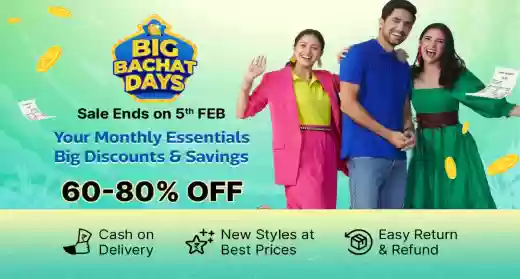 BIG
BACHAT
DAYS
Sale Ends on 5th FEB
Your Monthly Essentials
Big Discounts & Savings
60-80% OFF
Cash on
Delivery
New Styles at
Best Prices
Easy Return
& Refund